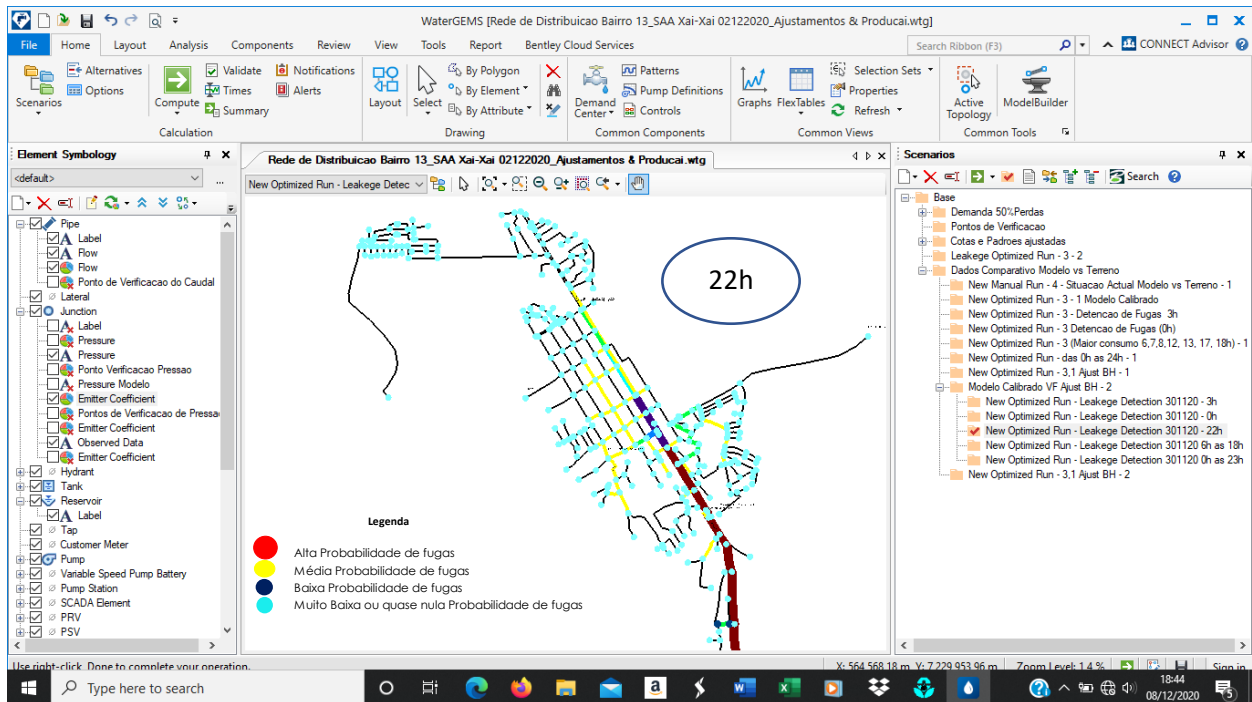 WaterGEMS [Rede de Distribuicao Bairro 13_SAA Xai-Xai 02122020_Ajustamentos & Producai.wtg]
File Home Layout Analysis Components Review View Tools Report Bentley Cloud Services Search Ribbon (F3) CONNECT Advisor
Scenarios Alternatives Options Compute Validate Times Summary Notifications Alerts
Layout Select By Polygon By Element By Attribute
Demand Center Patterns Pump Definitions Controls
Graphs FlexTables Selection Sets Properties Refresh
Active Topology ModelBuilder
Calculation Drawing Common Components Common Views Common Tools
Element Symbology
<default>
...
Pipe
Label
Flow
Flow
Ponto de Verificacao do Caudal
Lateral
Junction
Label
Pressure
Pressure
Ponto Verificacao Pressao
Pressure Modelo
Emitter Coefficient
Pontos de Verificacao de Pressa
Emitter Coefficient
Observed Data
Emitter Coefficient
Hydrant
Tank
Reservoir
Label
Tap
Customer Meter
Pump
Variable Speed Pump Battery
Pump Station
SCADA Element
PRV
PSV
Rede de Distribuicao Bairro 13_SAA Xai-Xai 02122020_Ajustamentos & Producai.wtg
New Optimized Run - Leakege Detec
22h
Legenda
Alta Probabilidade de fugas
Média Probabilidade de fugas
Baixa Probabilidade de fugas
Muito Baixa ou quase nula Probabilidade de fugas
Scenarios
Search
Base
Demanda 50%Perdas
Pontos de Verificacao
Cotas e Padroes ajustadas
Leakege Optimized Run - 3 - 2
Dados Comparativo Modelo vs Terreno
New Manual Run - 4 - Situacao Actual Modelo vs Terreno - 1
New Optimized Run - 3 - 1 Modelo Calibrado
New Optimized Run - 3 - Detencao de Fugas 3h
New Optimized Run - 3 Detencao de Fugas (0h)
New Optimized Run - 3 (Maior consumo 6,7,8,12, 13, 17, 18h) - 1
New Optimized Run - das 0h as 24h - 1
New Optimized Run - 3,1 Ajust BH - 1
Modelo Calibrado VF Ajust BH - 2
New Optimized Run - Leakege Detection 301120 - 3h
New Optimized Run - Leakege Detection 301120 - 0h
New Optimized Run - Leakege Detection 301120 - 22h
New Optimized Run - Leakege Detection 301120 6h as 18h
New Optimized Run - Leakege Detection 301120 0h as 23h
New Optimized Run - 3,1 Ajust BH - 2
Use right-click, Done to complete your operation.
X: 564.568,18 m, Y: 7.229.953,96 m Zoom Level: 1,4 % Sign in
Type here to search
18:44
08/12/2020